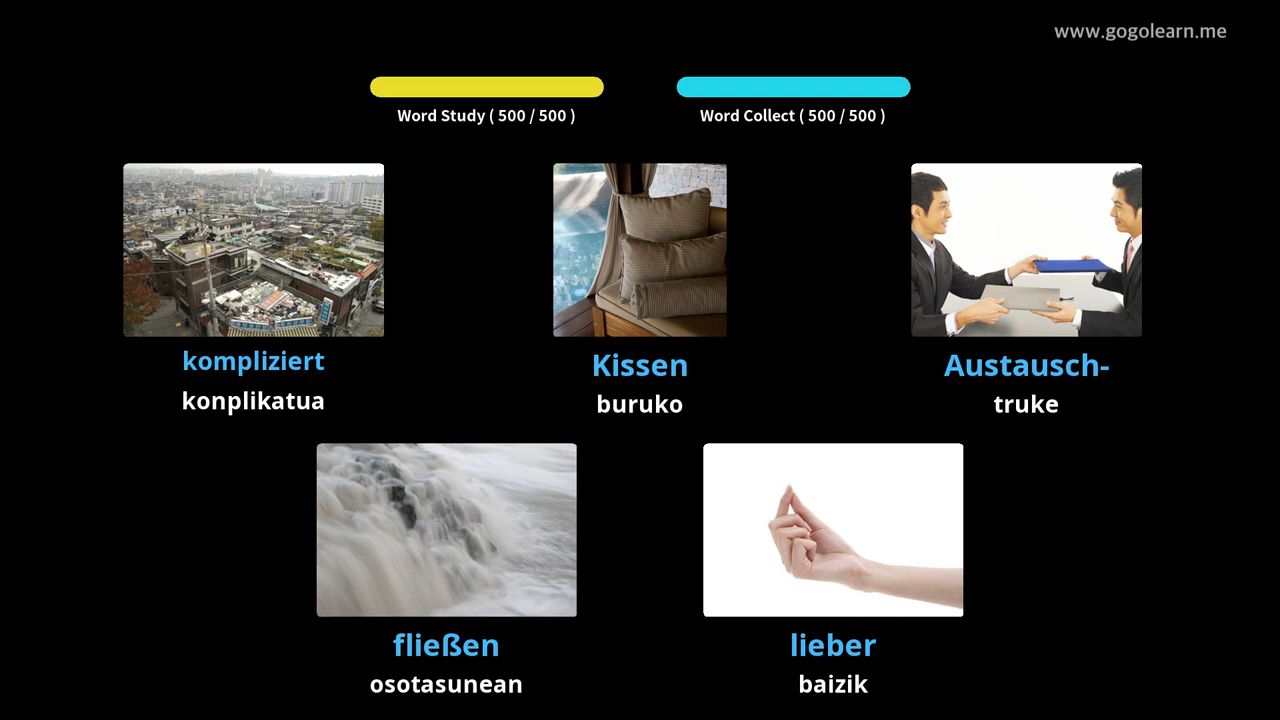 www.gogolearn.me
Word Study ( 500 / 500 )
Word Collect ( 500 / 500 )
kompliziert
konplikatua
Kissen
buruko
Austausch-
truke
fließen
osotasunean
lieber
baizik